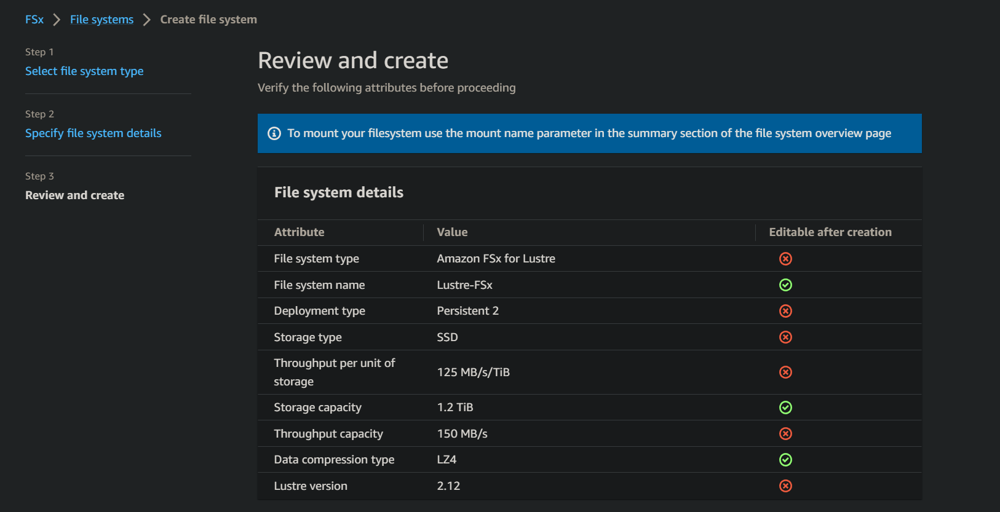 FSx > File systems > Create file system
Step 1
Select file system type
Step 2
Specify file system details
Step 3
Review and create
Review and create
Verify the following attributes before proceeding
To mount your filesystem use the mount name parameter in the summary section of the file system overview page
File system details
Attribute Value Editable after creation
File system type Amazon FSx for Lustre
File system name Lustre-FSx
Deployment type Persistent 2
Storage type SSD
Throughput per unit of
storage 125 MB/s/TiB
Storage capacity 1.2 TiB
Throughput capacity 150 MB/s
Data compression type LZ4
Lustre version 2.12